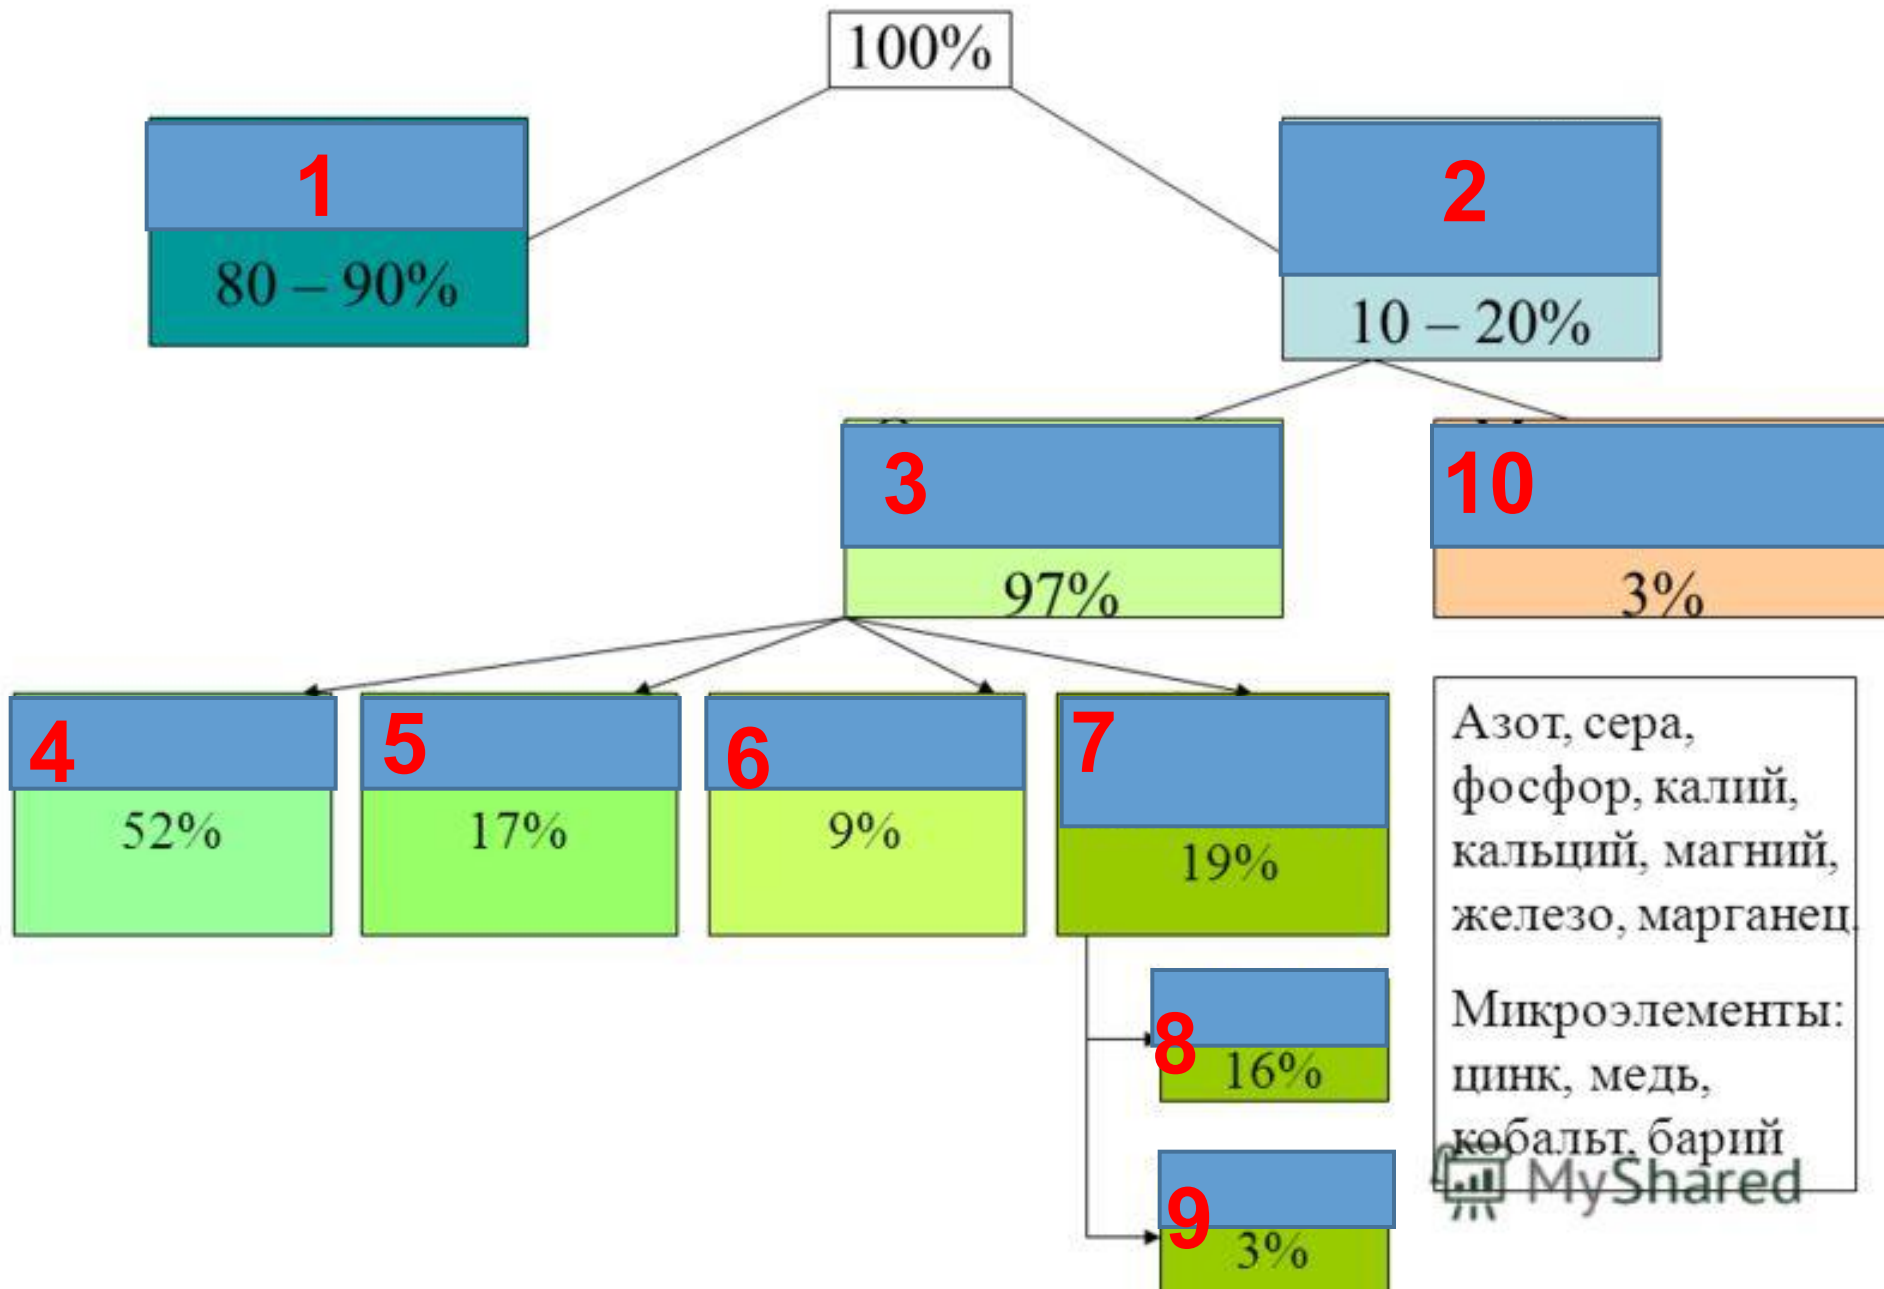 100%
1
80 – 90%
2
10 – 20%
3
97%
10
3%
4
52%
5
17%
6
9%
7
19%
8
16%
9
3%
Азот, сера,
фосфор, калий,
кальций, магний,
железо, марганец.
Микроэлементы:
цинк, медь,
кобальт, барий
MyShared